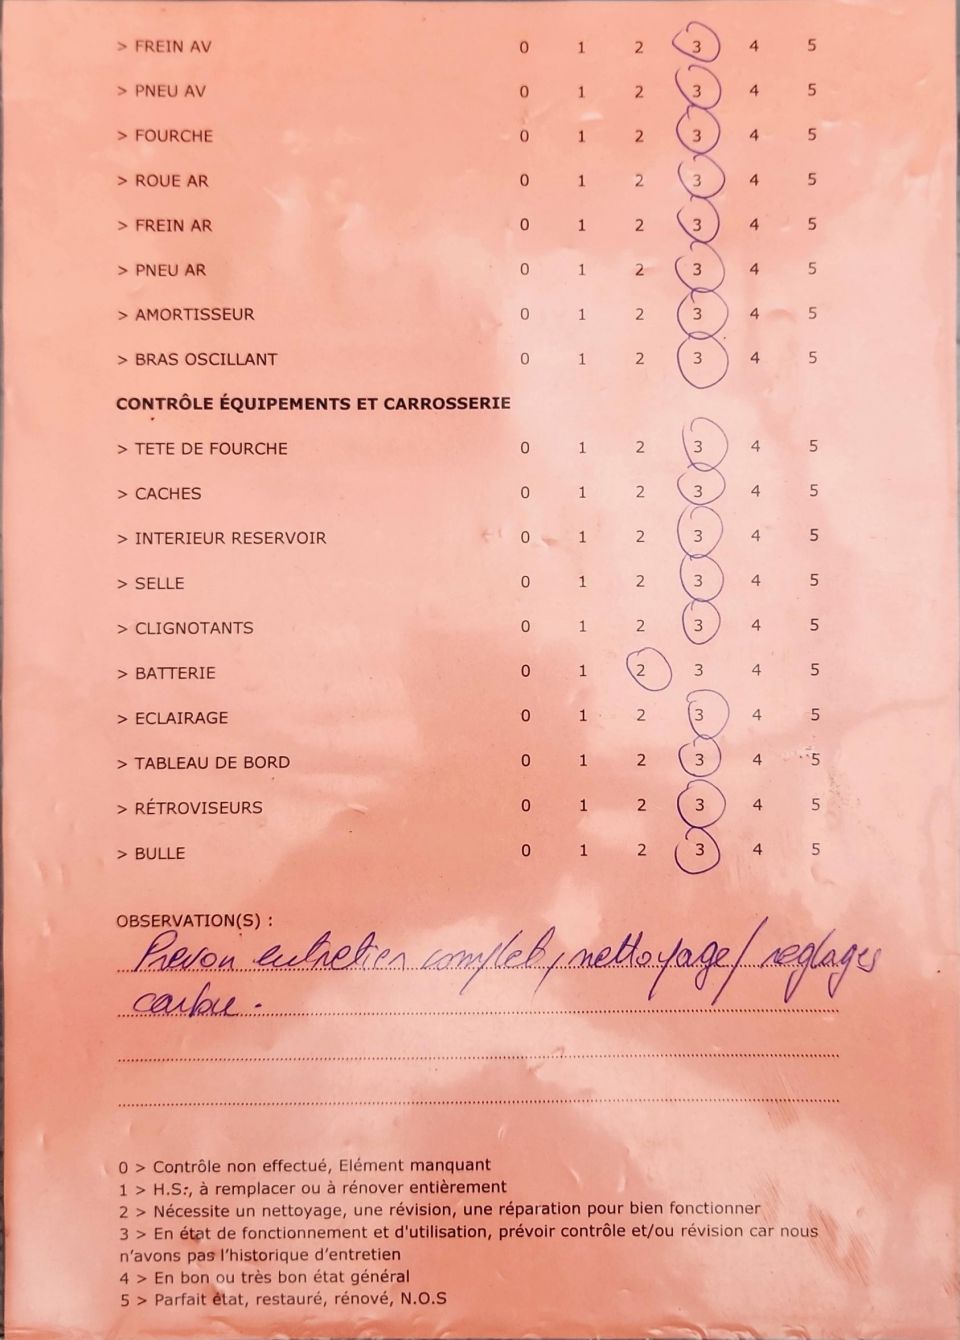 > FREIN AV 0 1 2 3 4 5
> PNEU AV 0 1 2 3 4 5
> FOURCHE 0 1 2 3 4 5
> ROUE AR 0 1 2 3 4 5
> FREIN AR 0 1 2 3 4 5
> PNEU AR 0 1 2 3 4 5
> AMORTISSEUR 0 1 2 3 4 5
> BRAS OSCILLANT 0 1 2 3 4 5
CONTRÔLE ÉQUIPEMENTS ET CARROSSERIE
> TETE DE FOURCHE 0 1 2 3 4 5
> CACHES 0 1 2 3 4 5
> INTERIEUR RESERVOIR 0 1 2 3 4 5
> SELLE 0 1 2 3 4 5
> CLIGNOTANTS 0 1 2 3 4 5
> BATTERIE 0 1 2 3 4 5
> ECLAIRAGE 0 1 2 3 4 5
> TABLEAU DE BORD 0 1 2 3 4 5
> RÉTROVISEURS 0 1 2 3 4 5
> BULLE 0 1 2 3 4 5
OBSERVATION(S) :
entretien complet, nettoyage / reglages
carbu.
0 > Contrôle non effectué, Elément manquant
1 > H.S:, à remplacer ou à rénover entièrement
2 > Nécessite un nettoyage, une révision, une réparation pour bien fonctionner
3 > En état de fonctionnement et d'utilisation, prévoir contrôle et/ou révision car nous
n'avons pas l'historique d'entretien
4 > En bon ou très bon état général
5 > Parfait état, restauré, rénové, N.O.S